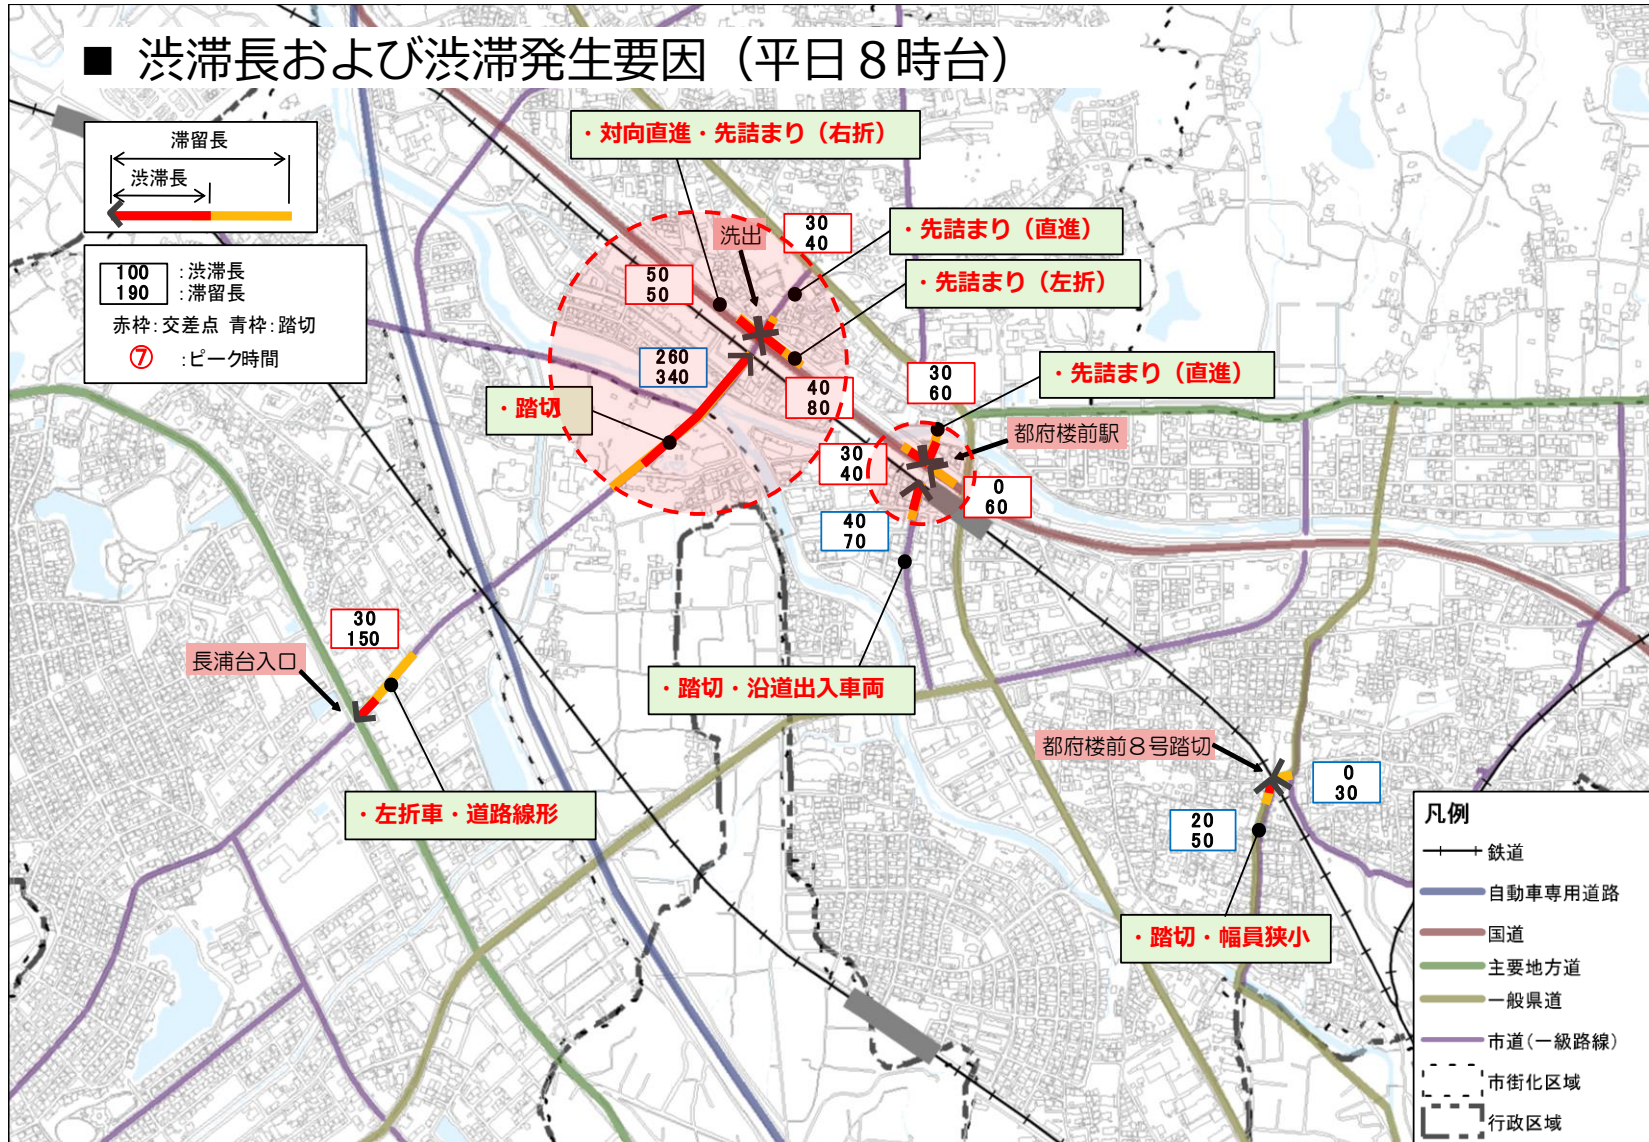 ■ 渋滞長および渋滞発生要因（平日８時台）
滞留長
渋滞長
100 ：渋滞長
190 ：滞留長
赤枠：交差点 青枠：踏切
⑦ ：ピーク時間
・対向直進・先詰まり（右折）
洗出
30
40
・先詰まり（直進）
50
50
・先詰まり（左折）
260
340
40
80
・踏切
30
60
・先詰まり（直進）
都府楼前駅
30
40
0
60
40
70
30
150
長浦台入口
・踏切・沿道出入車両
都府楼前８号踏切
0
30
・左折車・道路線形
20
50
・踏切・幅員狭小
凡例
鉄道
自動車専用道路
国道
主要地方道
一般県道
市道(一級路線)
市街化区域
行政区域